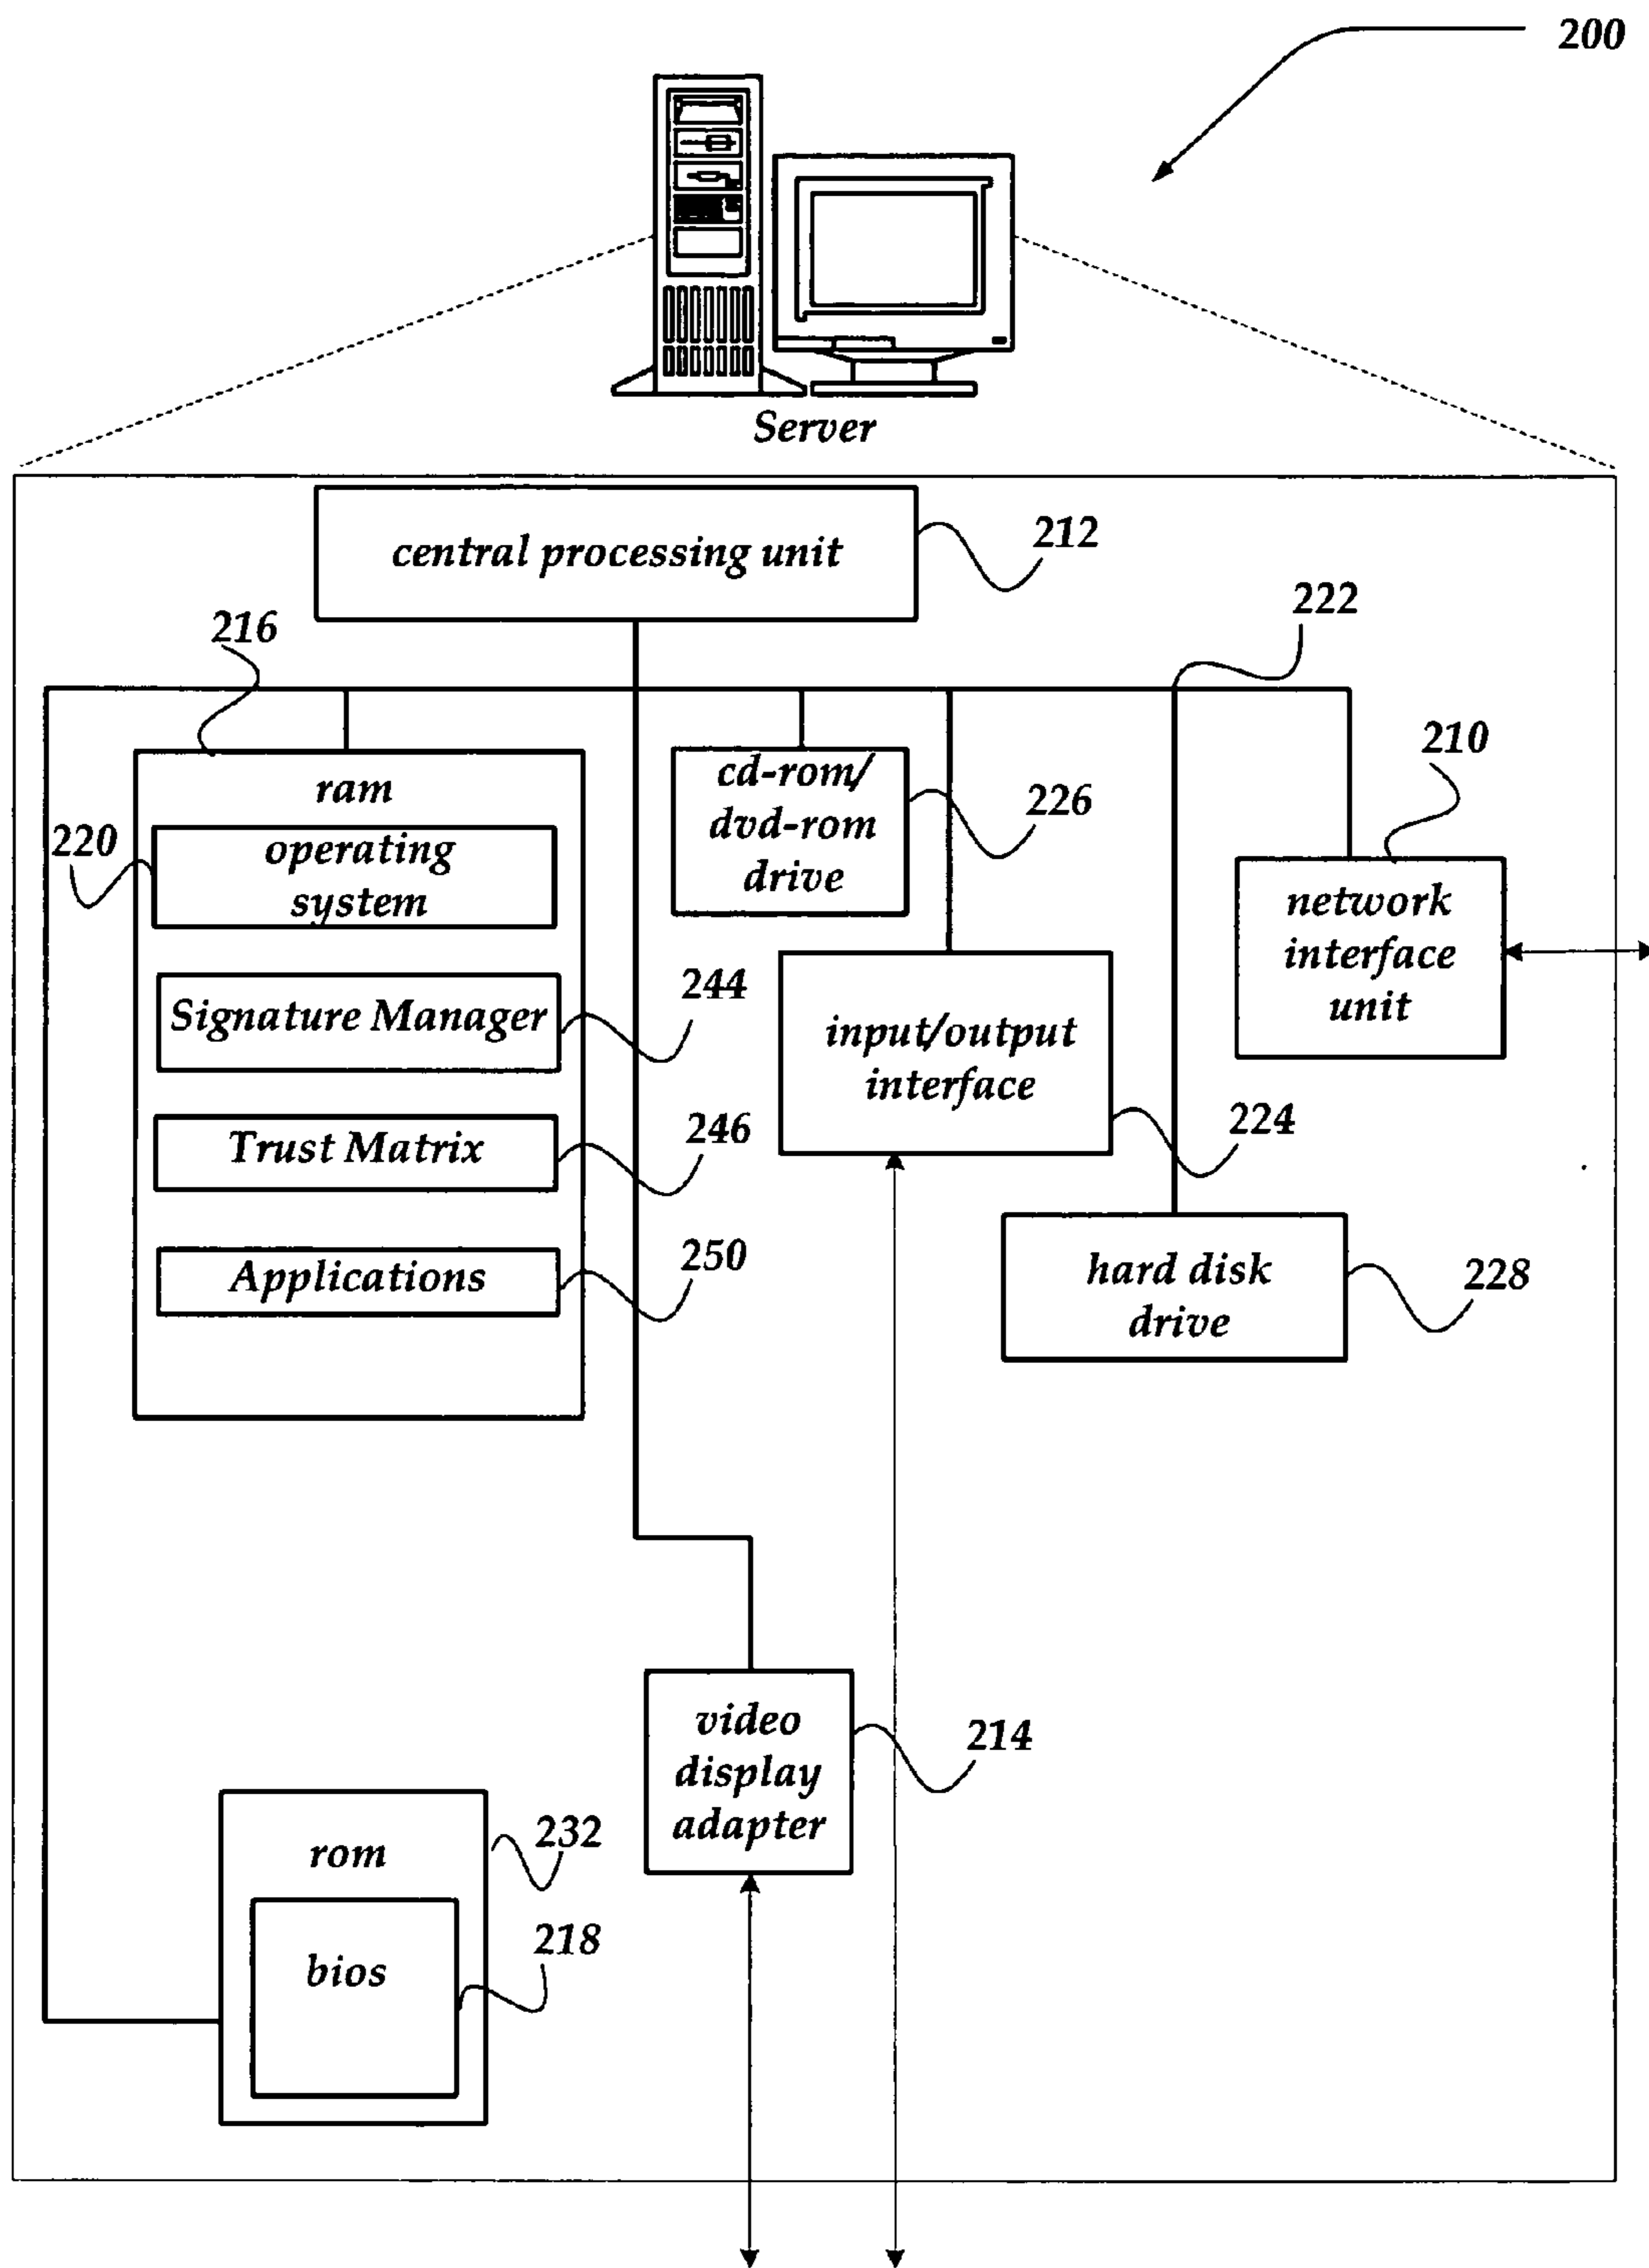 200
Server
central processing unit
212
222
216
210
ram
cd-rom/
dvd-rom
drive
226
220
operating
system
network
interface
unit
Signature Manager
244
input/output
interface
Trust Matrix
246
224
Applications
250
hard disk
drive
228
video
display
adapter
214
rom
232
bios
218